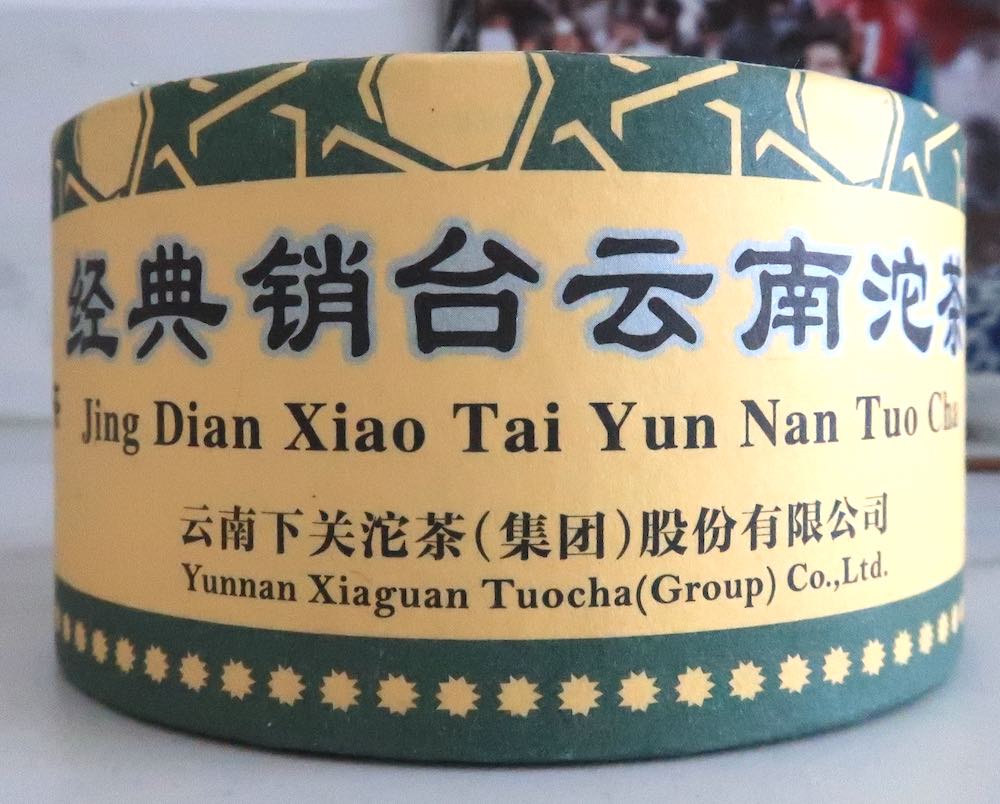 经典销台云南沱茶
Jing Dian Xiao Tai Yun Nan Tuo Cha
云南下关沱茶(集团)股份有限公司
Yunnan Xiaguan Tuocha(Group) Co.,Ltd.